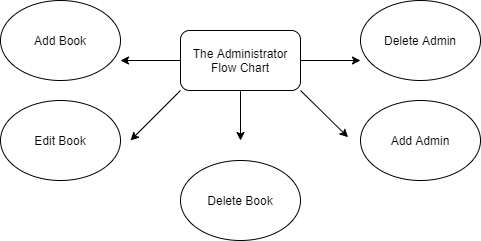 Add Book
The Administrator
Flow Chart
Delete Admin
Edit Book
Add Admin
Delete Book